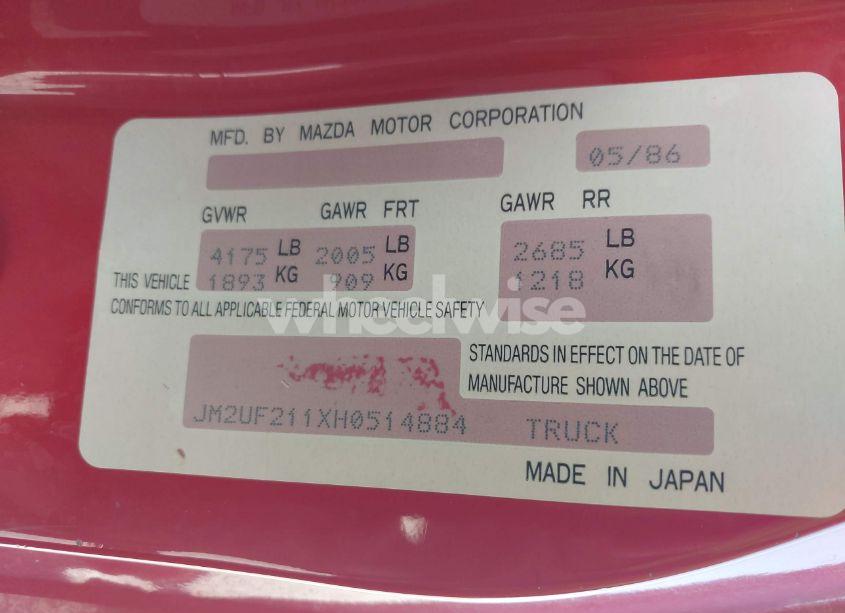 MFD. BY MAZDA MOTOR CORPORATION
05/86
GVWR GAWR FRT GAWR RR
4175 LB 2005 LB 2685 LB
1893 KG 909 KG 1218 KG
THIS VEHICLE
CONFORMS TO ALL APPLICABLE FEDERAL MOTOR VEHICLE SAFETY
wheelwise
STANDARDS IN EFFECT ON THE DATE OF
MANUFACTURE SHOWN ABOVE
JM2UF211XH0514884 TRUCK
MADE IN JAPAN